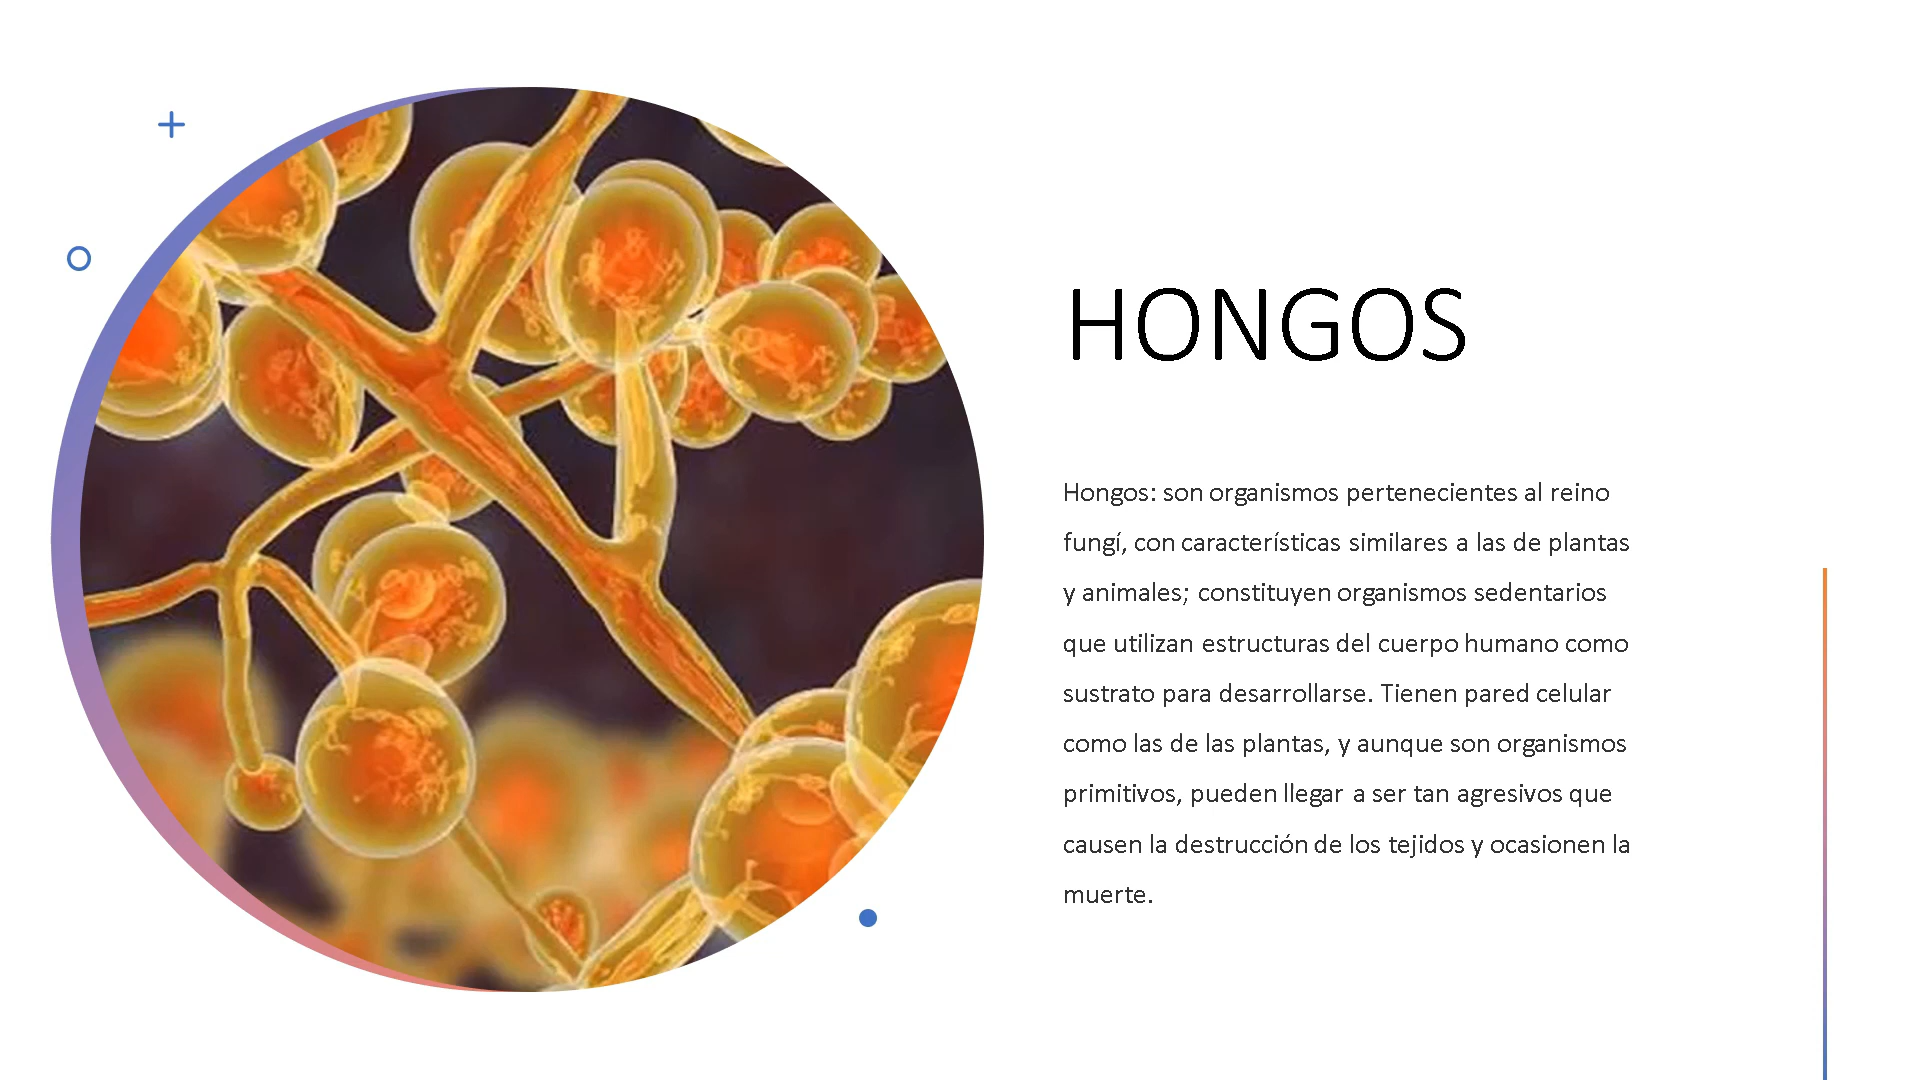 HONGOS
Hongos: son organismos pertenecientes al reino
fungí, con características similares a las de plantas
y animales; constituyen organismos sedentarios
que utilizan estructuras del cuerpo humano como
sustrato para desarrollarse. Tienen pared celular
como las de las plantas, y aunque son organismos
primitivos, pueden llegar a ser tan agresivos que
causen la destrucción de los tejidos y ocasionen la
muerte.